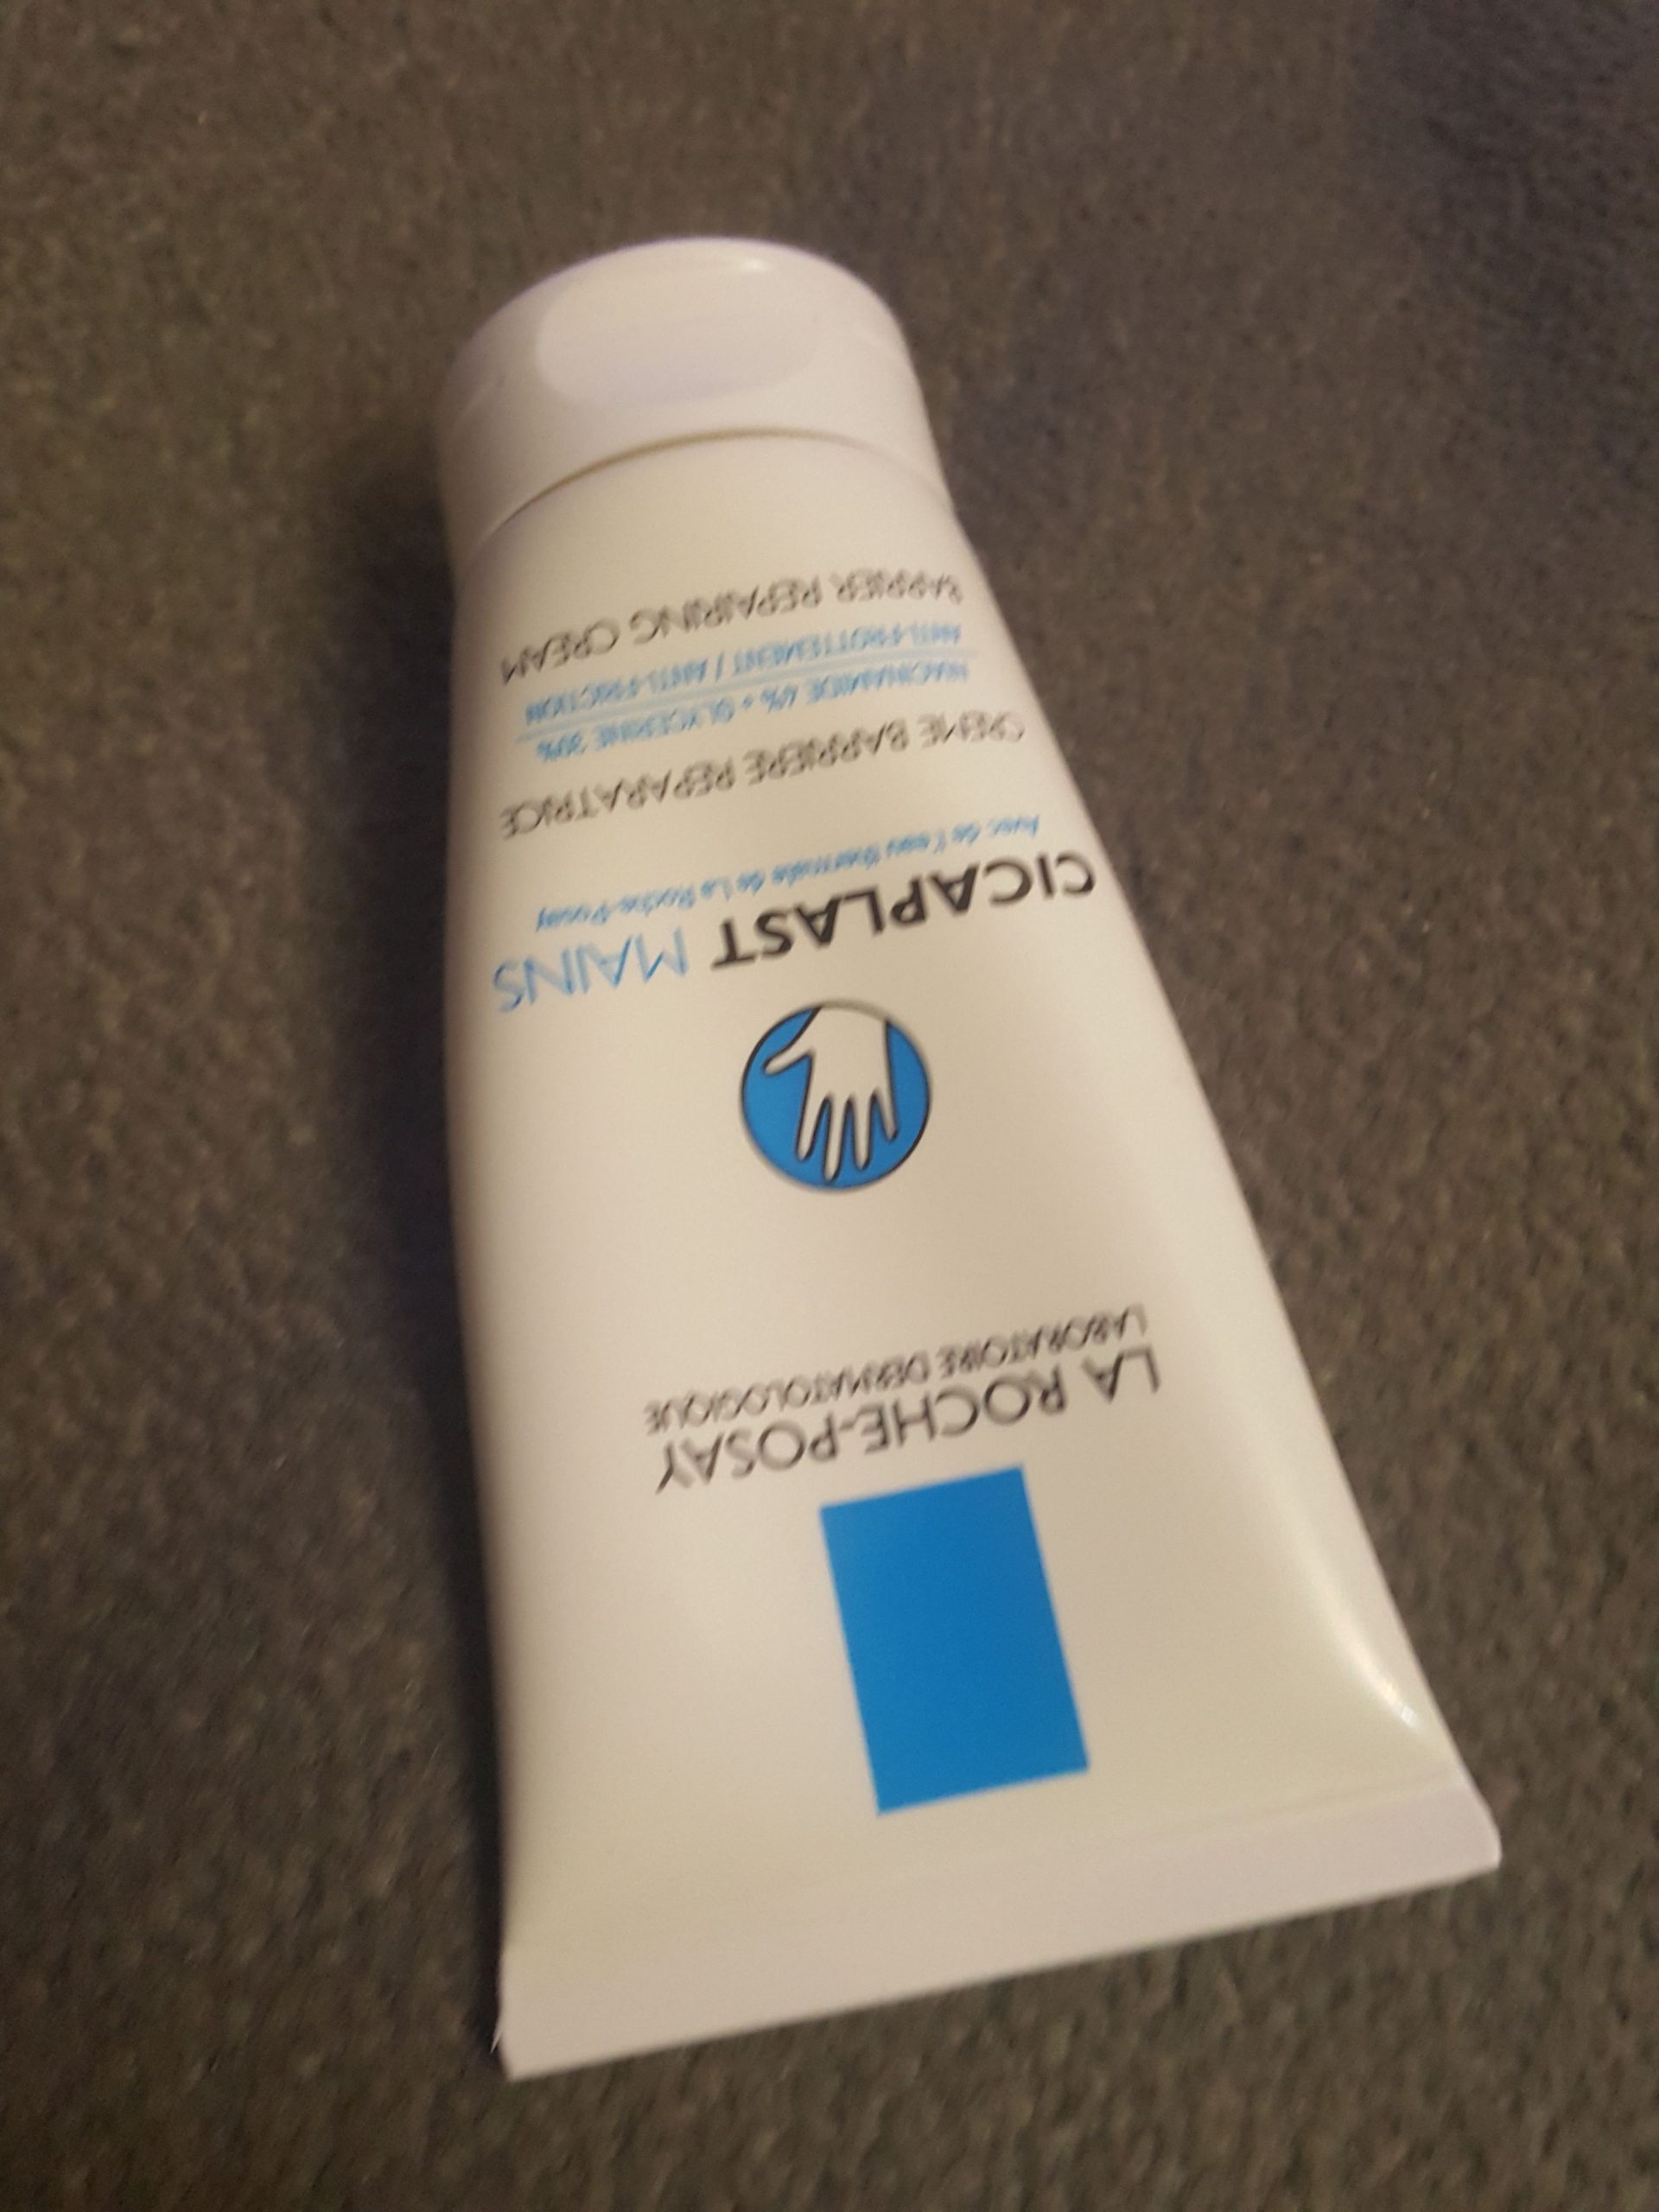 LA ROCHE-POSAY
LABORATOIRE DERMATOLOGIQUE
CICAPLAST MAINS
Avec de l'eau thermale de La Roche-Posay
CRÈME BARRIÈRE RÉPARATRICE
NIACINAMIDE 4% + GLYCERINE 30%
ANTI-FROTTEMENT / ANTI-FRICTION
BARRIER REPAIRING CREAM